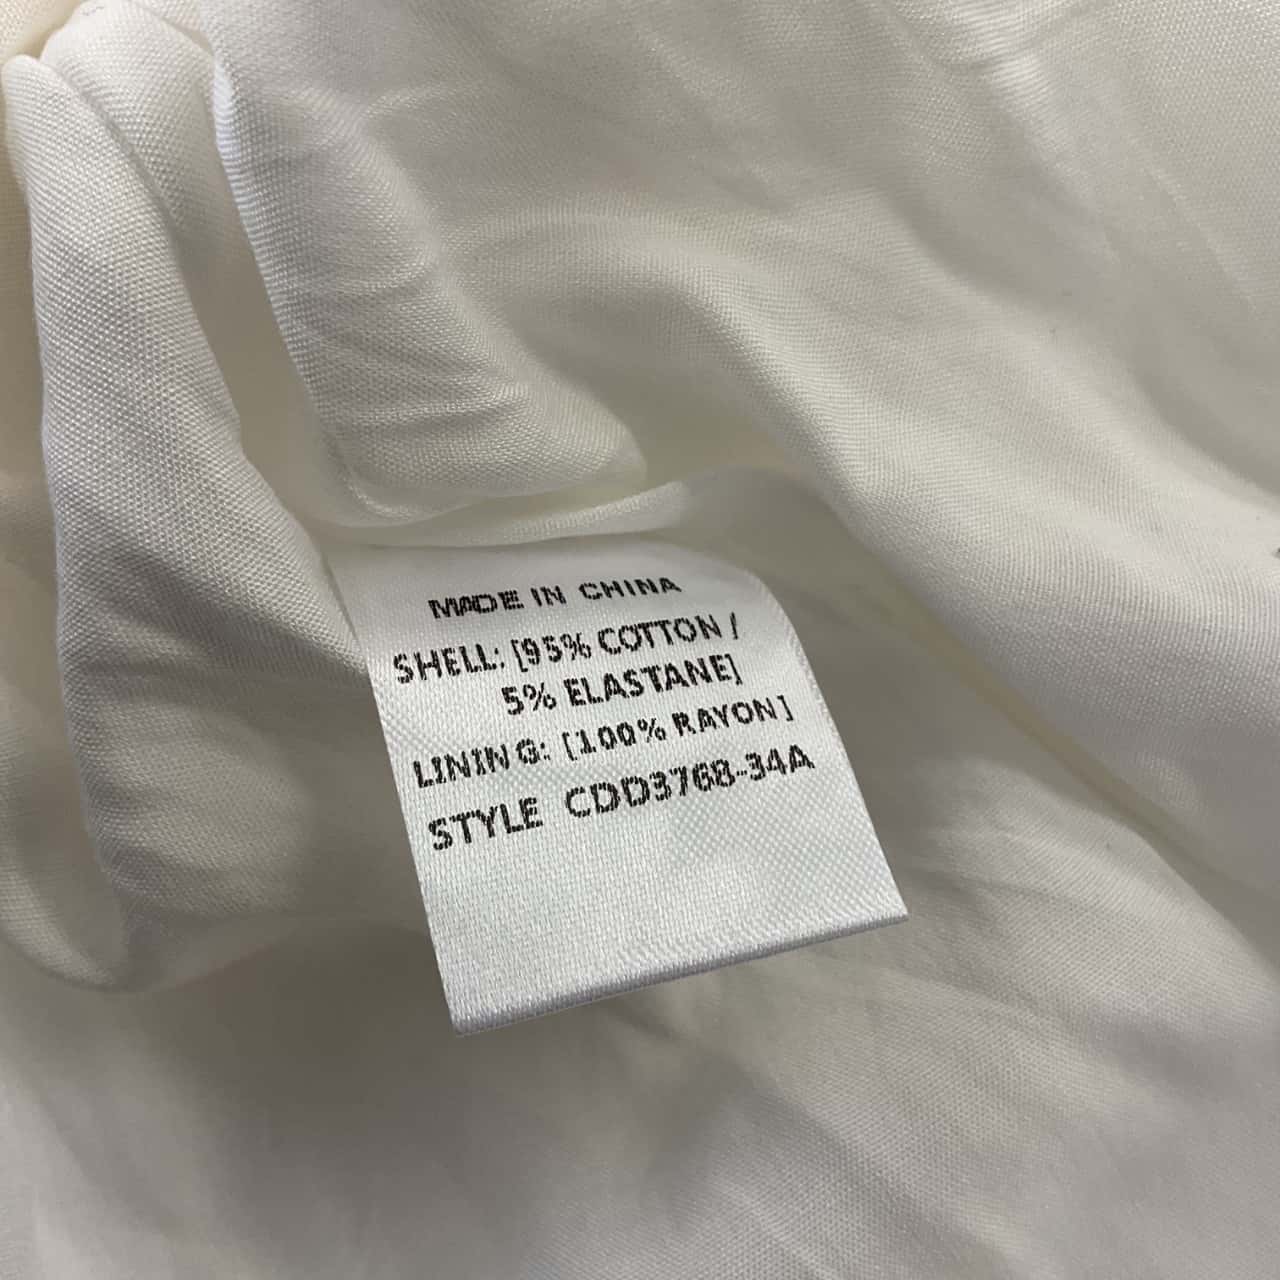 MADE IN CHINA
SHELL: [95% COTTON /
5% ELASTANE]
LINING: [100% RAYON]
STYLE CDD3768-34A